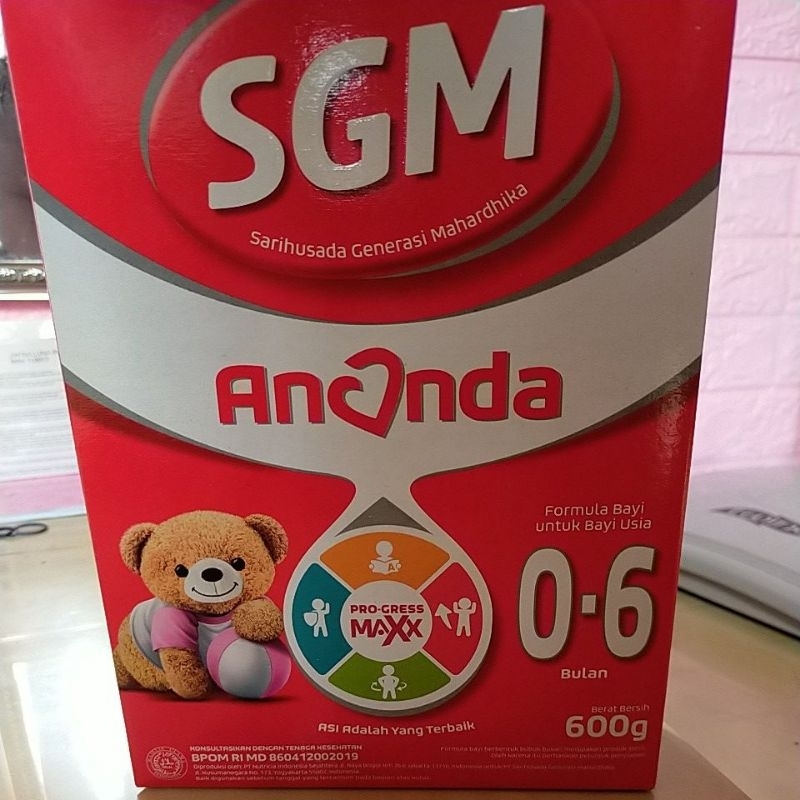 SGM
Sarihusada Generasi Mahardhika
Ananda
Formula Bayi
untuk Bayi Usia
0-6
Bulan
PRO-GRESS
MAXX
A
ASI Adalah Yang Terbaik
Berat Bersih
600g
KONSULTASIKAN DENGAN TENAGA KESEHATAN
BPOM RI MD 860412002019